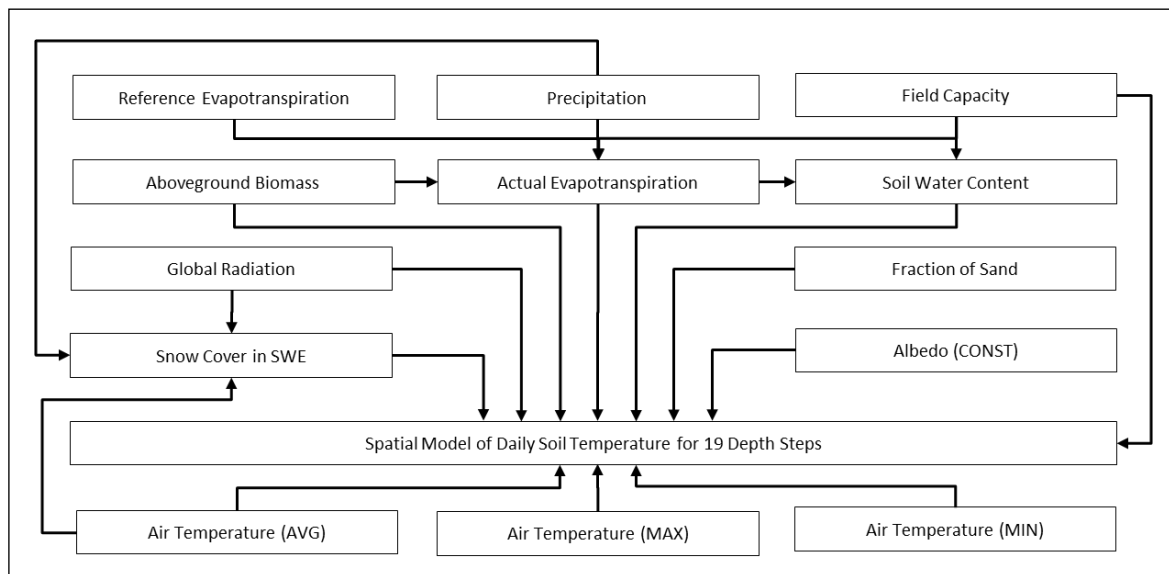 Reference Evapotranspiration
Precipitation
Field Capacity
Aboveground Biomass
Actual Evapotranspiration
Soil Water Content
Global Radiation
Fraction of Sand
Snow Cover in SWE
Albedo (CONST)
Spatial Model of Daily Soil Temperature for 19 Depth Steps
Air Temperature (AVG)
Air Temperature (MAX)
Air Temperature (MIN)